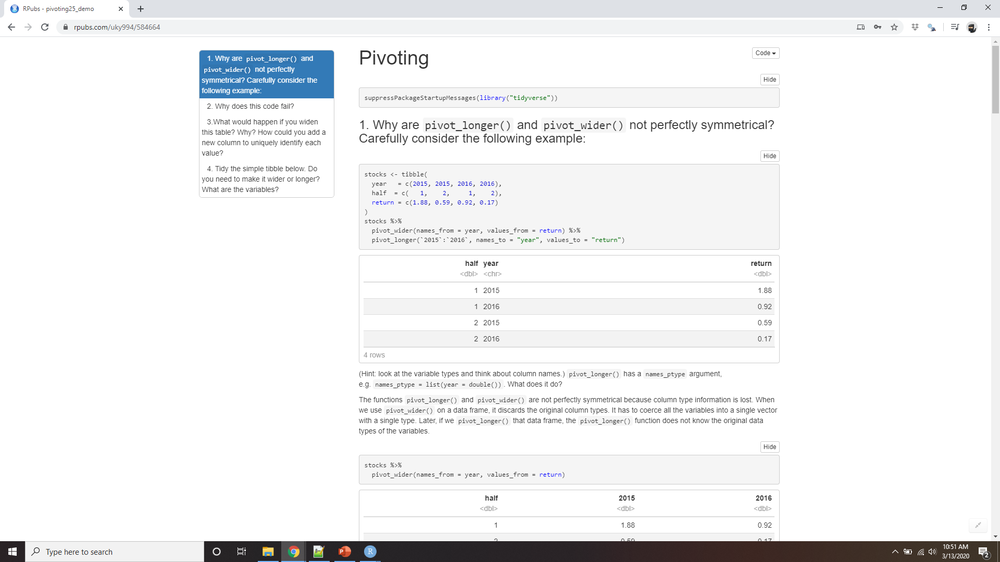 RPubs - pivoting25_demo
rpubs.com/uky994/584664
1. Why are pivot_longer() and
pivot_wider() not perfectly
symmetrical? Carefully consider the
following example:
2. Why does this code fail?
3.What would happen if you widen
this table? Why? How could you add a
new column to uniquely identify each
value?
4. Tidy the simple tibble below. Do
you need to make it wider or longer?
What are the variables?
Pivoting
Code
Hide
suppressPackageStartupMessages(library("tidyverse"))
1. Why are pivot_longer() and pivot_wider() not perfectly symmetrical?
Carefully consider the following example:
Hide
stocks <- tibble(
  year   = c(2015, 2015, 2016, 2016),
  half  = c(   1,    2,     1,    2),
  return = c(1.88, 0.59, 0.92, 0.17)
)
stocks %>%
  pivot_wider(names_from = year, values_from = return) %>%
  pivot_longer(`2015`:`2016`, names_to = "year", values_to = "return")
half year return
<dbl> <chr> <dbl>
1 2015 1.88
1 2016 0.92
2 2015 0.59
2 2016 0.17
4 rows
(Hint: look at the variable types and think about column names.) pivot_longer() has a names_ptype argument,
e.g. names_ptype = list(year = double()) . What does it do?
The functions pivot_longer() and pivot_wider() are not perfectly symmetrical because column type information is lost. When
we use pivot_wider() on a data frame, it discards the original column types. It has to coerce all the variables into a single vector
with a single type. Later, if we pivot_longer() that data frame, the pivot_longer() function does not know the original data
types of the variables.
Hide
stocks %>%
  pivot_wider(names_from = year, values_from = return)
half 2015 2016
<dbl> <dbl> <dbl>
1 1.88 0.92
2 0.59 0.17
Type here to search
10:51 AM
3/13/2020
2